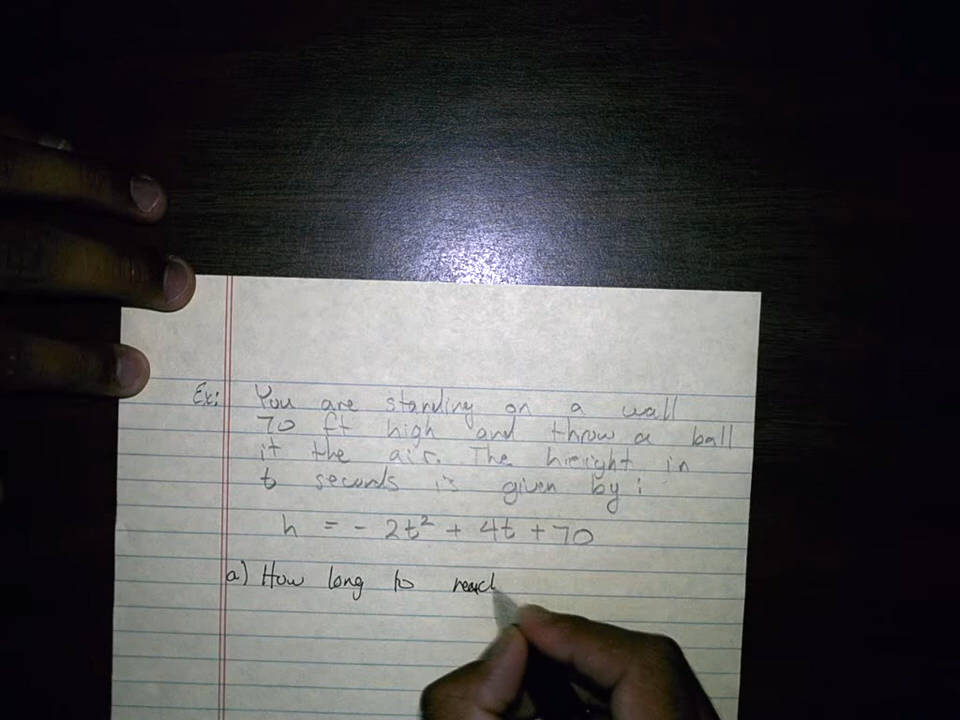 Ex: You are standing on a wall
70 ft high and throw a ball
it the air. The hieight in
t seconds is given by:
h = - 2t² + 4t + 70
a) How long to reach